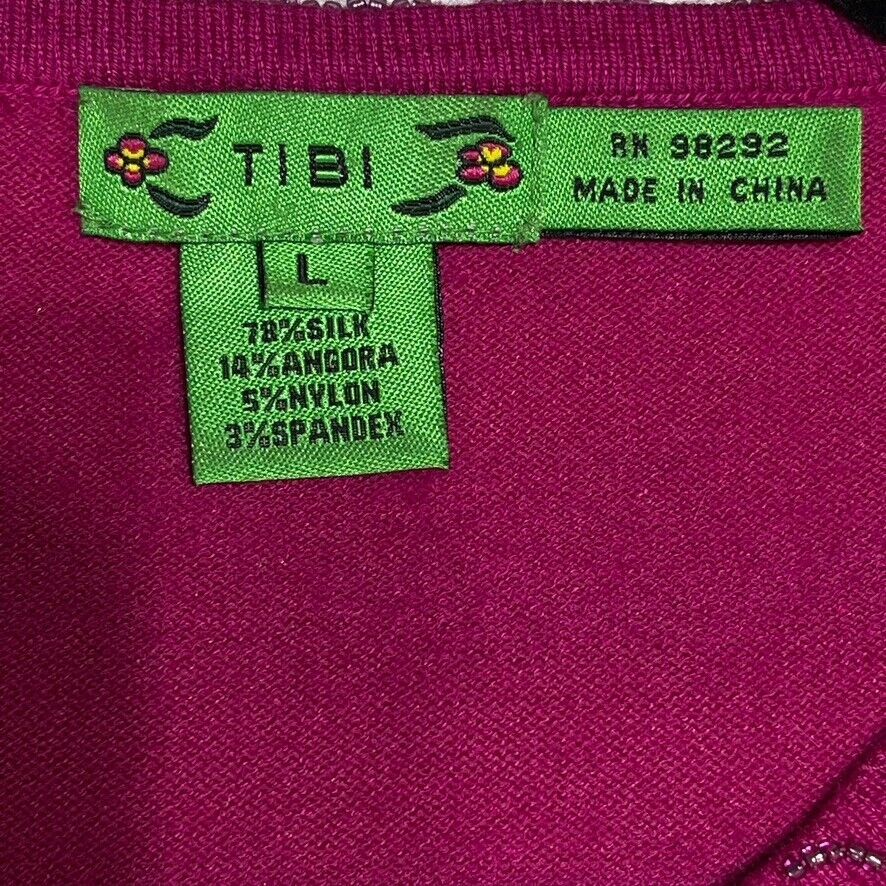 TIBI
RN 98292
MADE IN CHINA
L
78%SILK
14%ANGORA
5%NYLON
3%SPANDEX